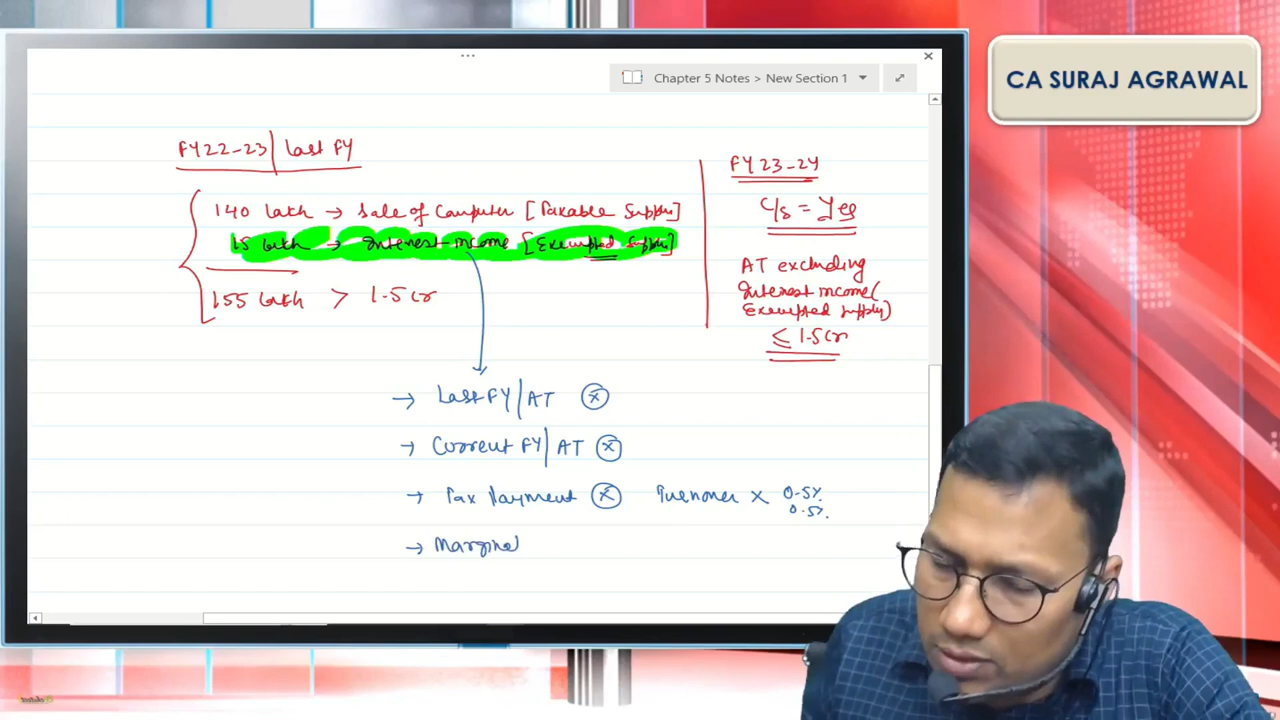 CA SURAJ AGRAWAL
Chapter 5 Notes > New Section 1
FY22-23 | Last FY
140 lakh → Sale of Computer [Taxable Supply]
15 lakh → Interest income [Exempted Supply]
155 lakh > 1.5 cr
FY 23-24
C/s = Yes
AT excluding
Interest income (
Exempted supply)
≤ 1.5 cr
→ Last FY | AT ⓧ
→ Current FY | AT ⓧ
→ Tax Payment ⓧ Turnover x 0.5%
0.5%.
→ Marginal